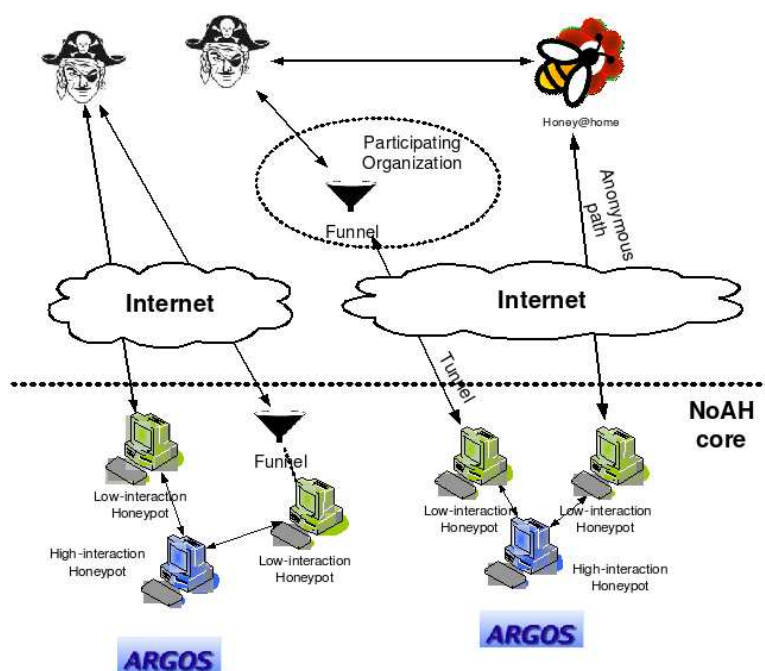 Honey@home
Participating
Organization
Funnel
Anonymous
path
Internet
Internet
Tunnel
NoAH
core
Funnel
Low-interaction
Honeypot
High-interaction
Honeypot
Low-interaction
Honeypot
Low-interaction
Honeypot
Low-interaction
Honeypot
High-interaction
Honeypot
ARGOS
ARGOS